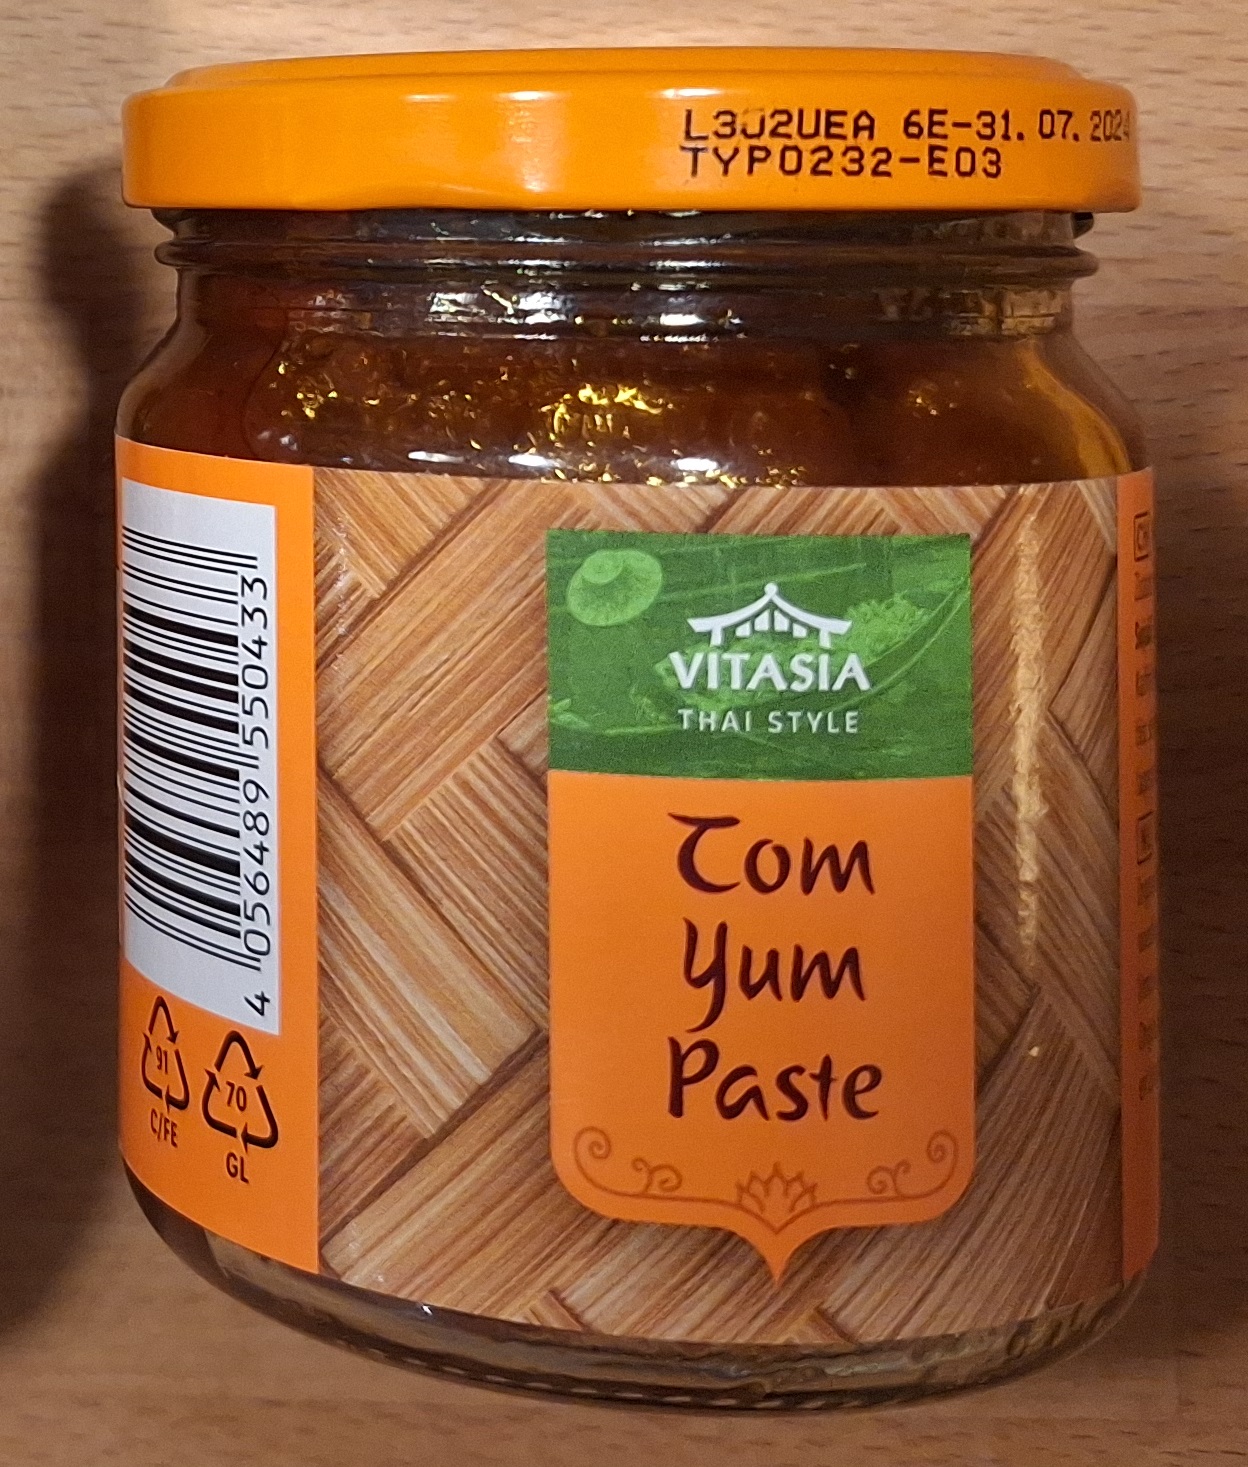 L302UEA 6E-31.07.2024
TYP0232-E03
VITASIA
THAI STYLE
Tom
Yum
Paste
4 056489 550433
91
C/FE
70
GL